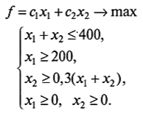 f = c₁x₁ + c₂x₂ → max
x₁ + x₂ ≤ 400,
x₁ ≥ 200,
x₂ ≥ 0,3(x₁ + x₂),
x₁ ≥ 0, x₂ ≥ 0.